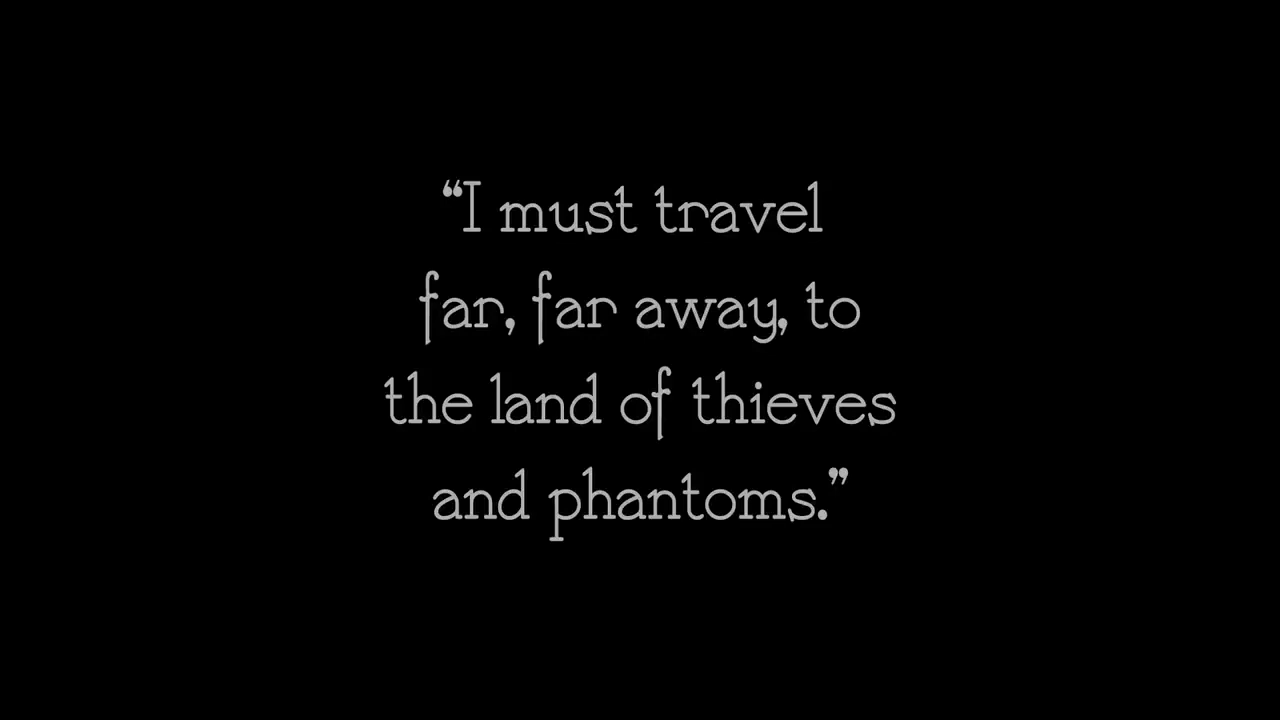 “I must travel
far, far away, to
the land of thieves
and phantoms.”